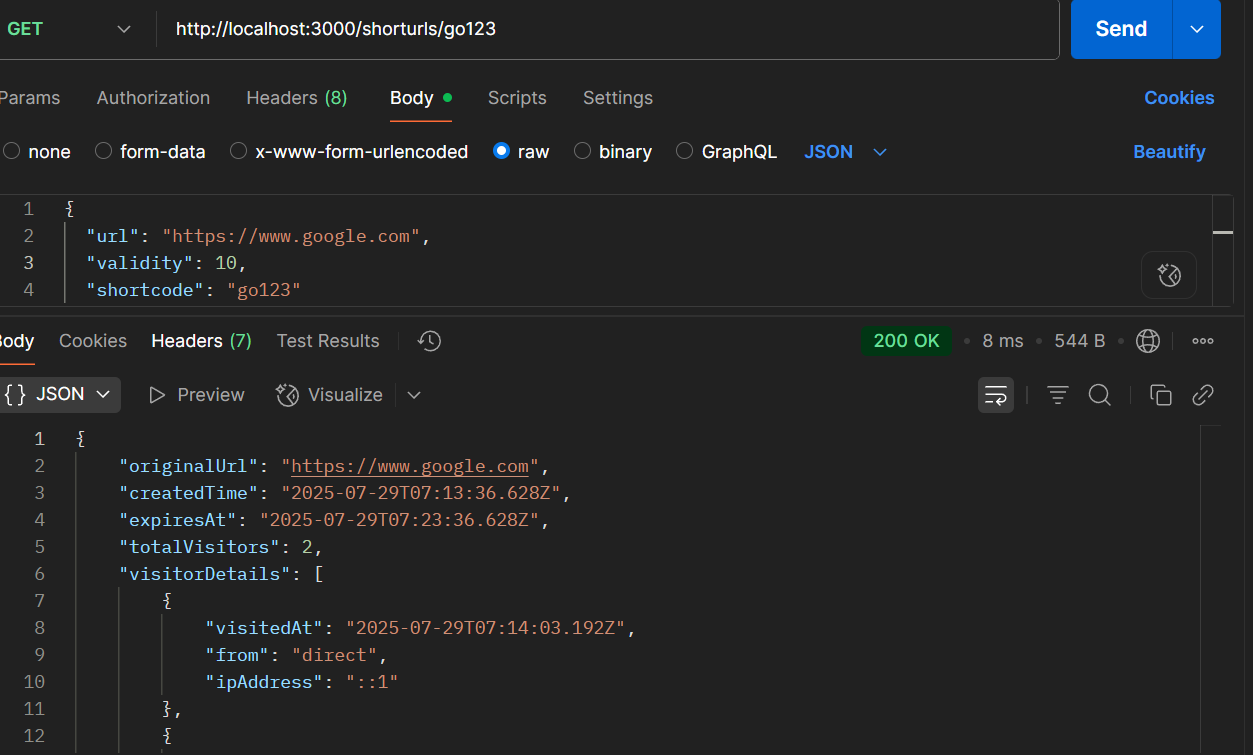 GET http://localhost:3000/shorturls/go123 Send
Params Authorization Headers (8) Body Scripts Settings Cookies
none form-data x-www-form-urlencoded raw binary GraphQL JSON Beautify
1 {
2 "url": "https://www.google.com",
3 "validity": 10,
4 "shortcode": "go123"
Body Cookies Headers (7) Test Results 200 OK • 8 ms • 544 B •
{} JSON Preview Visualize
1 {
2 "originalUrl": "https://www.google.com",
3 "createdTime": "2025-07-29T07:13:36.628Z",
4 "expiresAt": "2025-07-29T07:23:36.628Z",
5 "totalVisitors": 2,
6 "visitorDetails": [
7 {
8 "visitedAt": "2025-07-29T07:14:03.192Z",
9 "from": "direct",
10 "ipAddress": "::1"
11 },
12 {